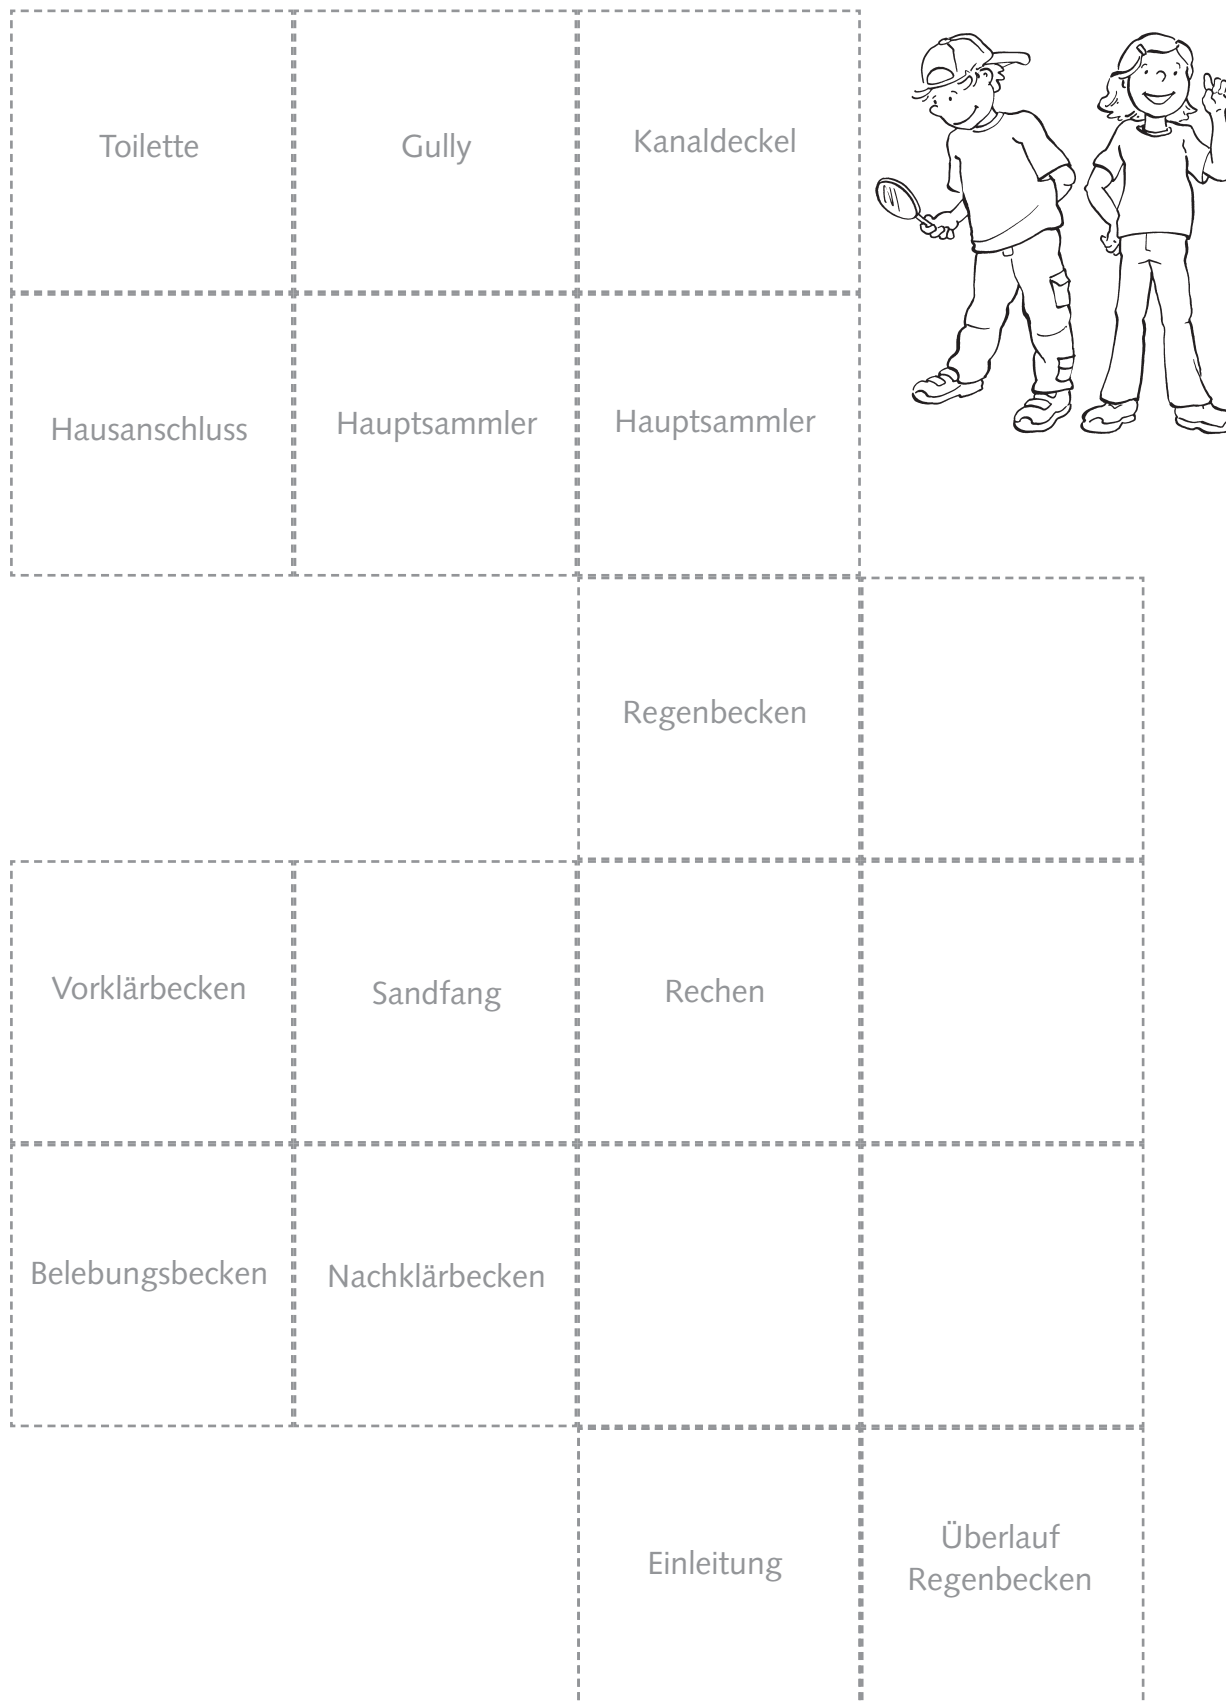 Toilette
Gully
Kanaldeckel
Hausanschluss
Hauptsammler
Hauptsammler
Regenbecken
Vorklärbecken
Sandfang
Rechen
Belebungsbecken
Nachklärbecken
Einleitung
Überlauf
Regenbecken